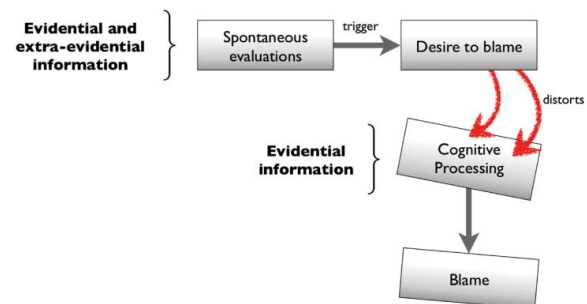 Evidential and
extra-evidential
information
Spontaneous
evaluations
trigger
Desire to blame
distorts
Evidential
information
Cognitive
Processing
Blame